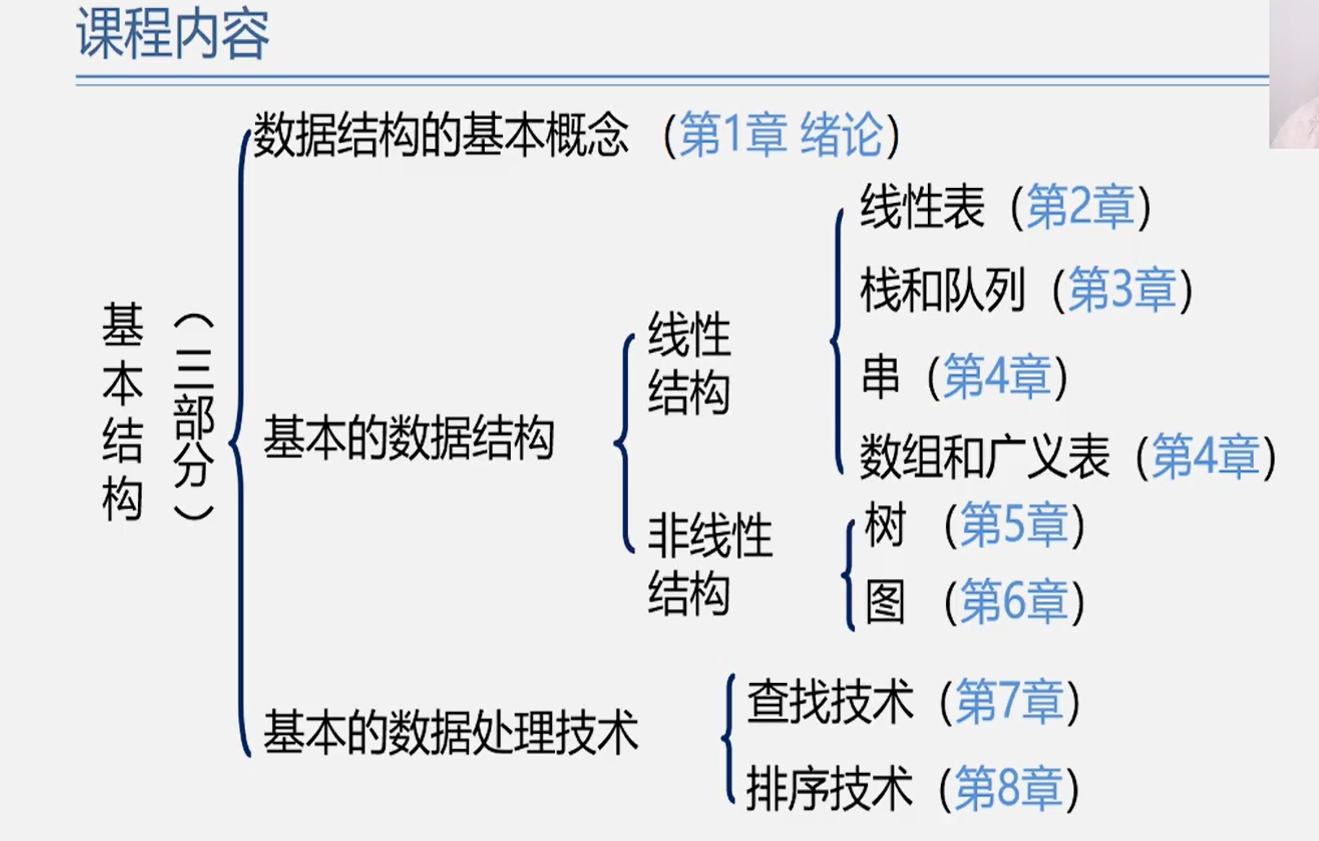 课程内容
基本结构
（三部分）
数据结构的基本概念（第1章 绪论）
基本的数据结构
线性
结构
线性表（第2章）
栈和队列（第3章）
串（第4章）
数组和广义表（第4章）
非线性
结构
树（第5章）
图（第6章）
基本的数据处理技术
查找技术（第7章）
排序技术（第8章）